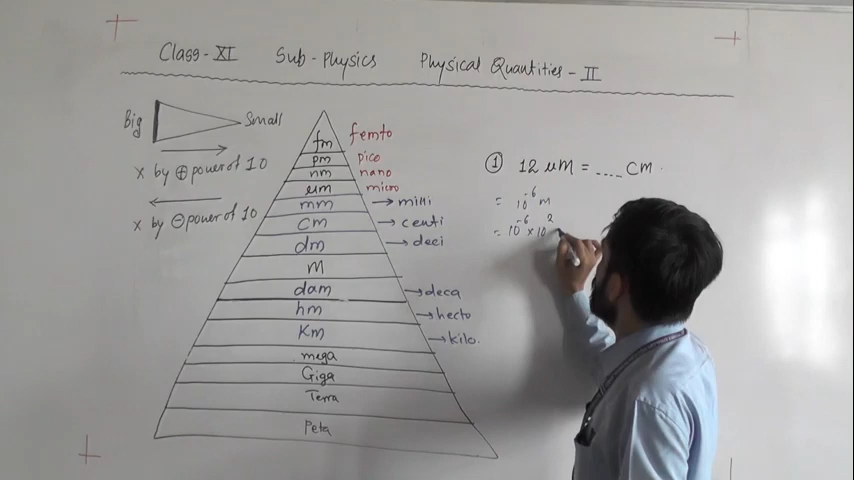 Class-XI Sub-Physics Physical Quantities-II
Big Small
x by ⊕ power of 10
x by ⊖ power of 10
fm femto
pm pico
nm nano
μm micro
mm → milli
cm → centi
dm → deci
m
dam → deca
hm → hecto
Km → kilo.
mega
Giga
Terra
Peta
① 12 μm = .... cm.
= 10⁻⁶ m
= 10⁻⁶ x 10²